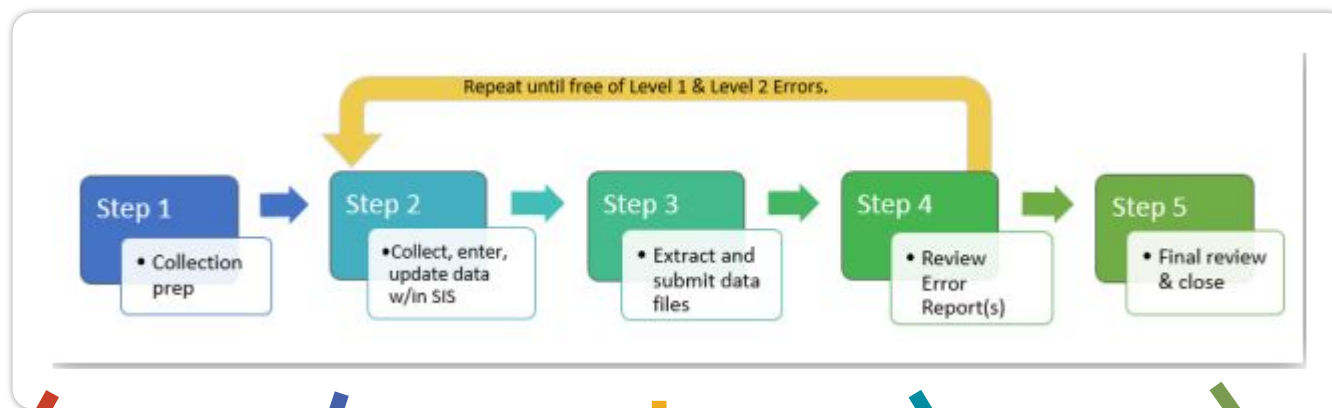 Repeat until free of Level 1 & Level 2 Errors.
Step 1
• Collection
prep
Step 2
•Collect, enter,
update data
w/in SIS
Step 3
• Extract and
submit data
files
Step 4
• Review
Error
Report(s)
Step 5
• Final review
& close